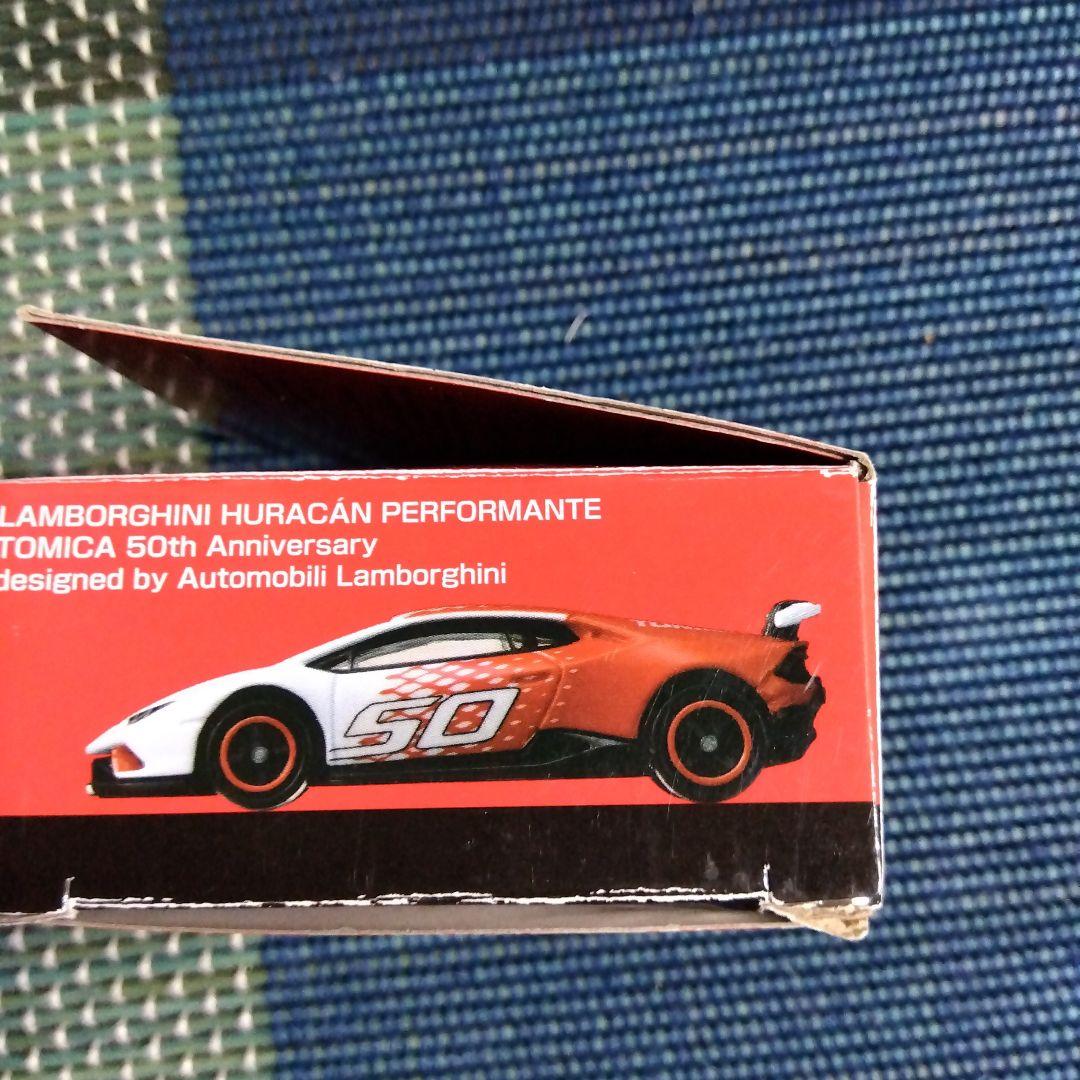 LAMBORGHINI HURACÁN PERFORMANTE
TOMICA 50th Anniversary
designed by Automobili Lamborghini
50